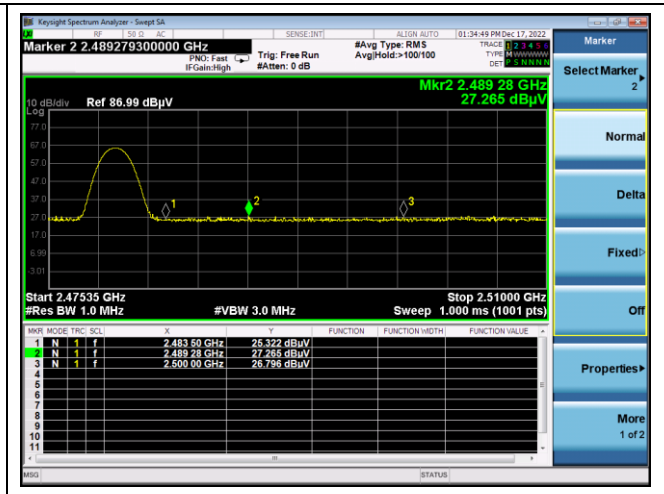 Keysight Spectrum Analyzer - Swept SA
RF 50 Ω AC SENSE:INT ALIGN AUTO 01:34:49 PM Dec 17, 2022
Marker 2 2.489279300000 GHz
PNO: Fast
IFGain:High
Trig: Free Run
#Atten: 0 dB
#Avg Type: RMS
Avg|Hold:>100/100
TRACE 1 2 3 4 5 6
TYPE M WWWWW
DET P S N N N N
Mkr2 2.489 28 GHz
27.265 dBµV
10 dB/div Ref 86.99 dBµV
Log
77.0
67.0
57.0
47.0
37.0
27.0
17.0
6.99
-3.01
1
2
3
Start 2.47535 GHz Stop 2.51000 GHz
#Res BW 1.0 MHz #VBW 3.0 MHz Sweep 1.000 ms (1001 pts)
MKR MODE TRC SCL X Y FUNCTION FUNCTION WIDTH FUNCTION VALUE
1 N 1 f 2.483 50 GHz 25.322 dBuV
2 N 1 f 2.489 28 GHz 27.265 dBuV
3 N 1 f 2.500 00 GHz 26.796 dBuV
4
5
6
7
8
9
10
11
MSG STATUS
Marker
Select Marker
2
Normal
Delta
Fixed
Off
Properties
More
1 of 2